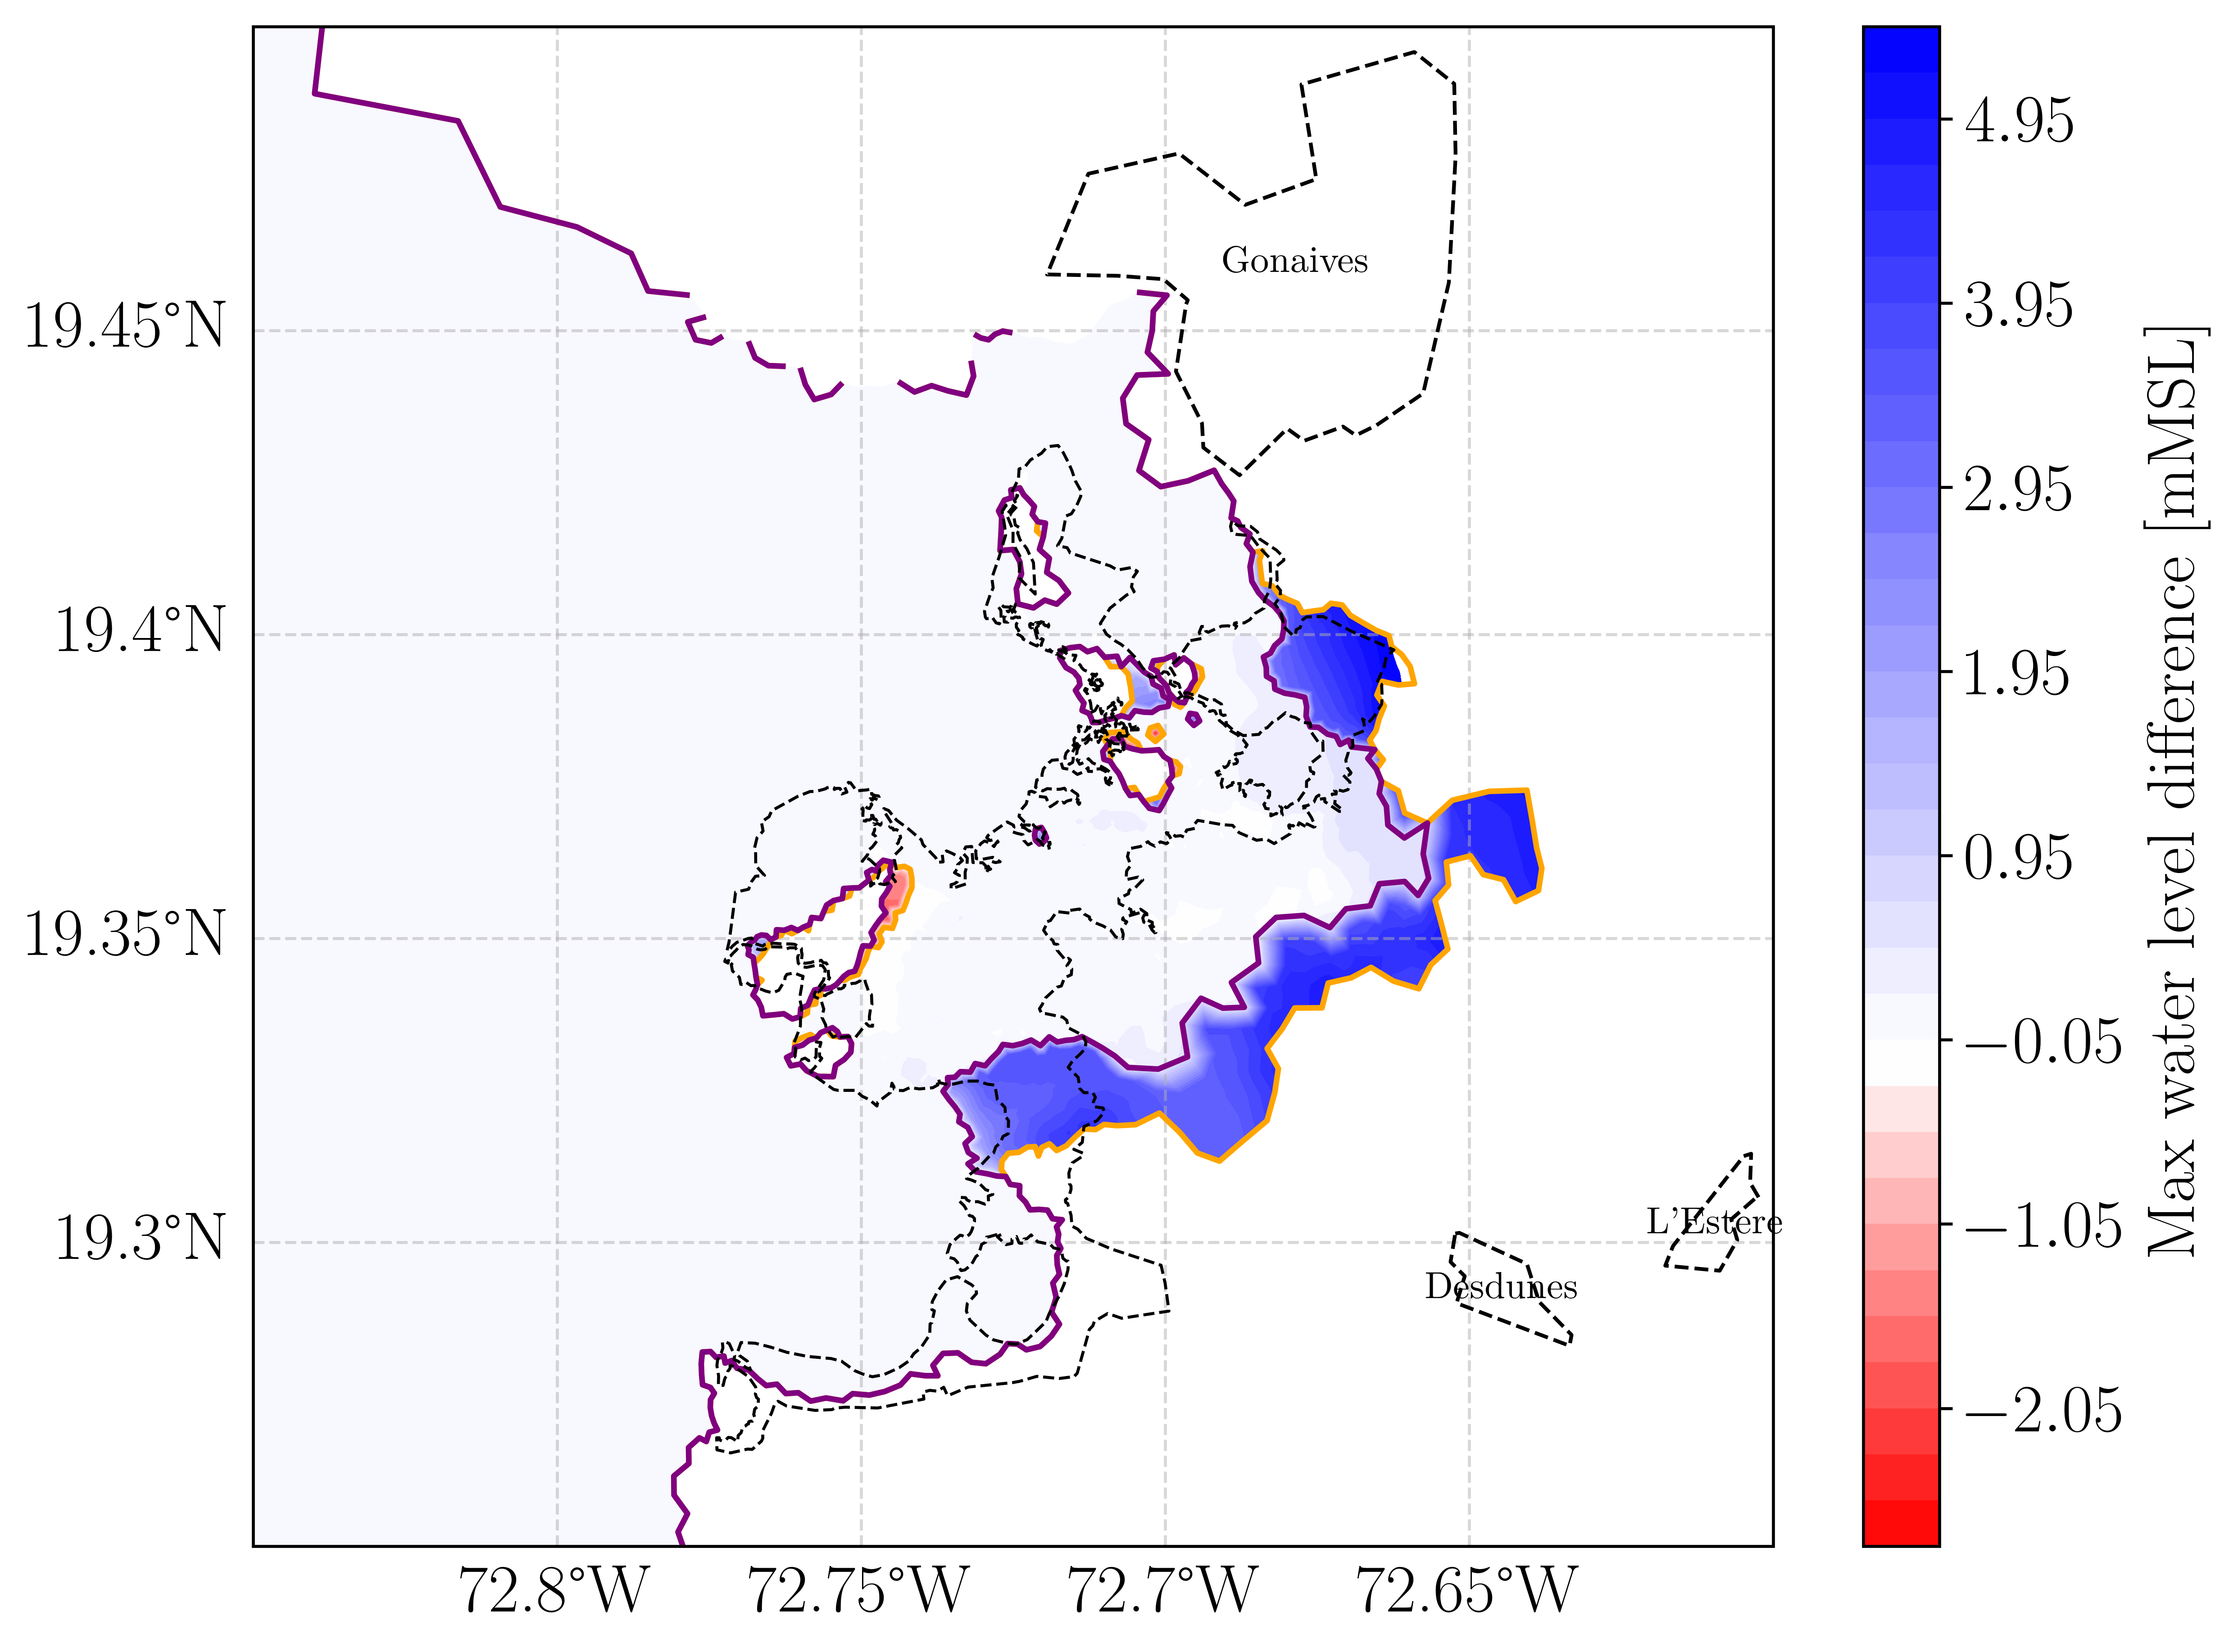 Gonaives
L'Estere
Desdunes
19.45°N
19.4°N
19.35°N
19.3°N
72.8°W
72.75°W
72.7°W
72.65°W
4.95
3.95
2.95
1.95
0.95
−0.05
−1.05
−2.05
Max water level difference [mMSL]